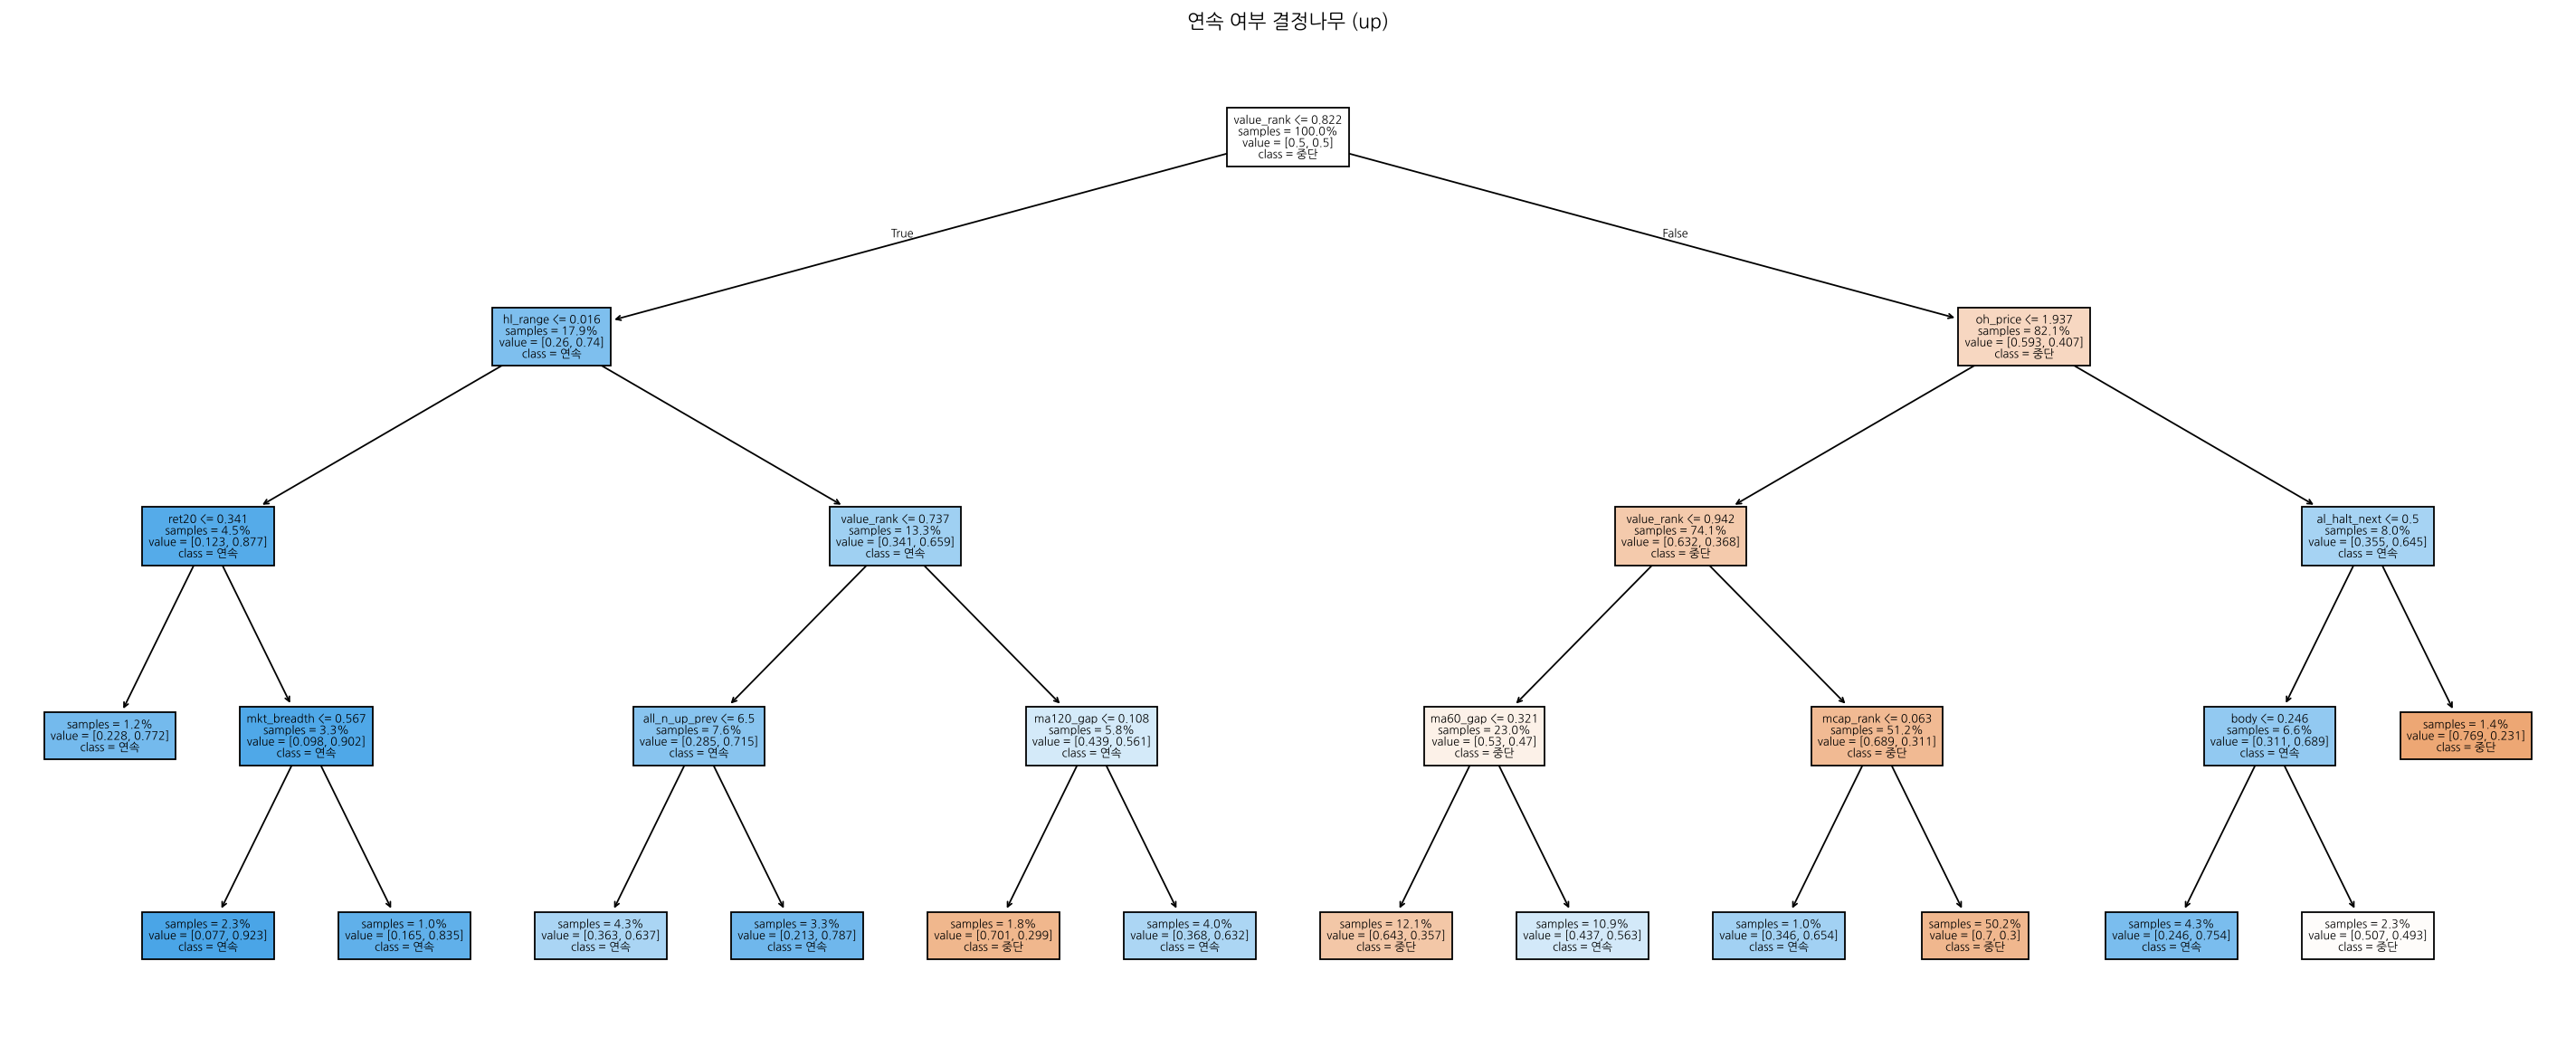 연속 여부 결정나무 (up)
value_rank <= 0.822
samples = 100.0%
value = [0.5, 0.5]
class = 중단
True
False
hl_range <= 0.016
samples = 17.9%
value = [0.26, 0.74]
class = 연속
oh_price <= 1.937
samples = 82.1%
value = [0.593, 0.407]
class = 중단
ret20 <= 0.341
samples = 4.5%
value = [0.123, 0.877]
class = 연속
value_rank <= 0.737
samples = 13.3%
value = [0.341, 0.659]
class = 연속
value_rank <= 0.942
samples = 74.1%
value = [0.632, 0.368]
class = 중단
al_halt_next <= 0.5
samples = 8.0%
value = [0.355, 0.645]
class = 연속
samples = 1.2%
value = [0.228, 0.772]
class = 연속
mkt_breadth <= 0.567
samples = 3.3%
value = [0.098, 0.902]
class = 연속
all_n_up_prev <= 6.5
samples = 7.6%
value = [0.285, 0.715]
class = 연속
ma120_gap <= 0.108
samples = 5.8%
value = [0.439, 0.561]
class = 연속
ma60_gap <= 0.321
samples = 23.0%
value = [0.53, 0.47]
class = 중단
mcap_rank <= 0.063
samples = 51.2%
value = [0.689, 0.311]
class = 중단
body <= 0.246
samples = 6.6%
value = [0.311, 0.689]
class = 연속
samples = 1.4%
value = [0.769, 0.231]
class = 중단
samples = 2.3%
value = [0.077, 0.923]
class = 연속
samples = 1.0%
value = [0.165, 0.835]
class = 연속
samples = 4.3%
value = [0.363, 0.637]
class = 연속
samples = 3.3%
value = [0.213, 0.787]
class = 연속
samples = 1.8%
value = [0.701, 0.299]
class = 중단
samples = 4.0%
value = [0.368, 0.632]
class = 연속
samples = 12.1%
value = [0.643, 0.357]
class = 중단
samples = 10.9%
value = [0.437, 0.563]
class = 연속
samples = 1.0%
value = [0.346, 0.654]
class = 연속
samples = 50.2%
value = [0.7, 0.3]
class = 중단
samples = 4.3%
value = [0.246, 0.754]
class = 연속
samples = 2.3%
value = [0.507, 0.493]
class = 중단